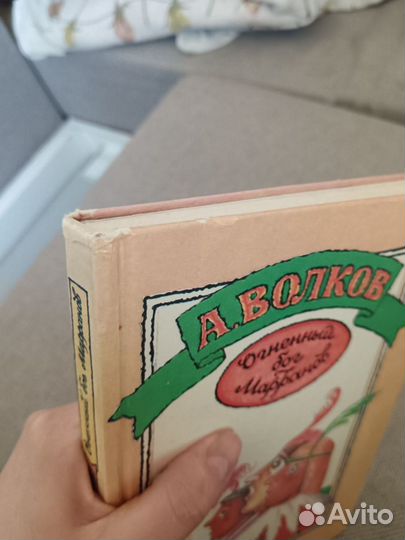 А. ВОЛКОВ
Огненный
бог
Марранов
Огненный бог Марранов
Avito